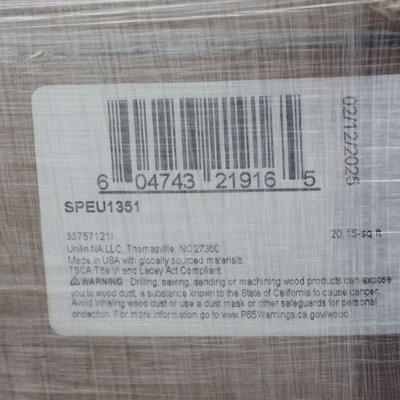 6 04743 21916 5
02/12/2025
SPEU1351
33757121I
20.15-sq ft
Unilin NA LLC, Thomasville, NC 27360
Made in USA with globally sourced materials.
TSCA Title VI and Lacey Act Compliant
⚠WARNING Drilling, sawing, sanding or machining wood products can expose
you to wood dust, a substance known to the State of California to cause cancer.
Avoid inhaling wood dust or use a dust mask or other safeguards for personal
protection. For more information go to www.P65Warnings.ca.gov/wood.